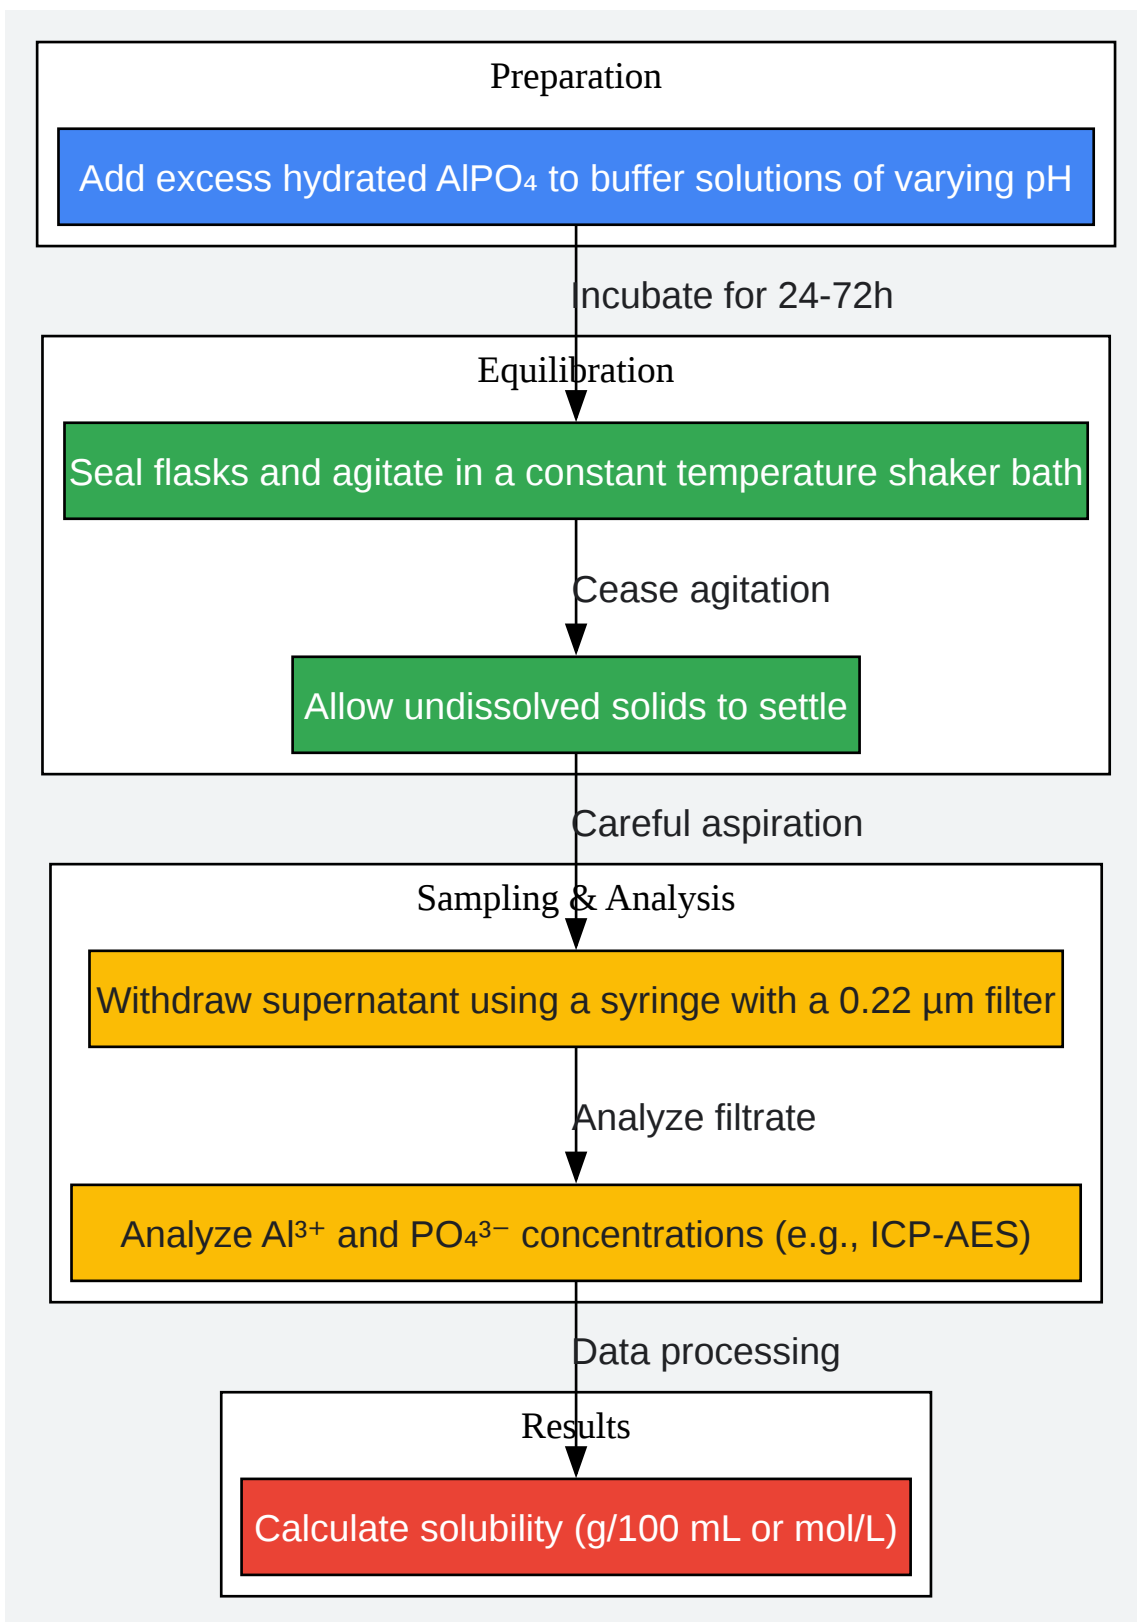 Preparation
Add excess hydrated AlPO₄ to buffer solutions of varying pH
Incubate for 24-72h
Equilibration
Seal flasks and agitate in a constant temperature shaker bath
Cease agitation
Allow undissolved solids to settle
Careful aspiration
Sampling & Analysis
Withdraw supernatant using a syringe with a 0.22 µm filter
Analyze filtrate
Analyze Al³⁺ and PO₄³⁻ concentrations (e.g., ICP-AES)
Data processing
Results
Calculate solubility (g/100 mL or mol/L)